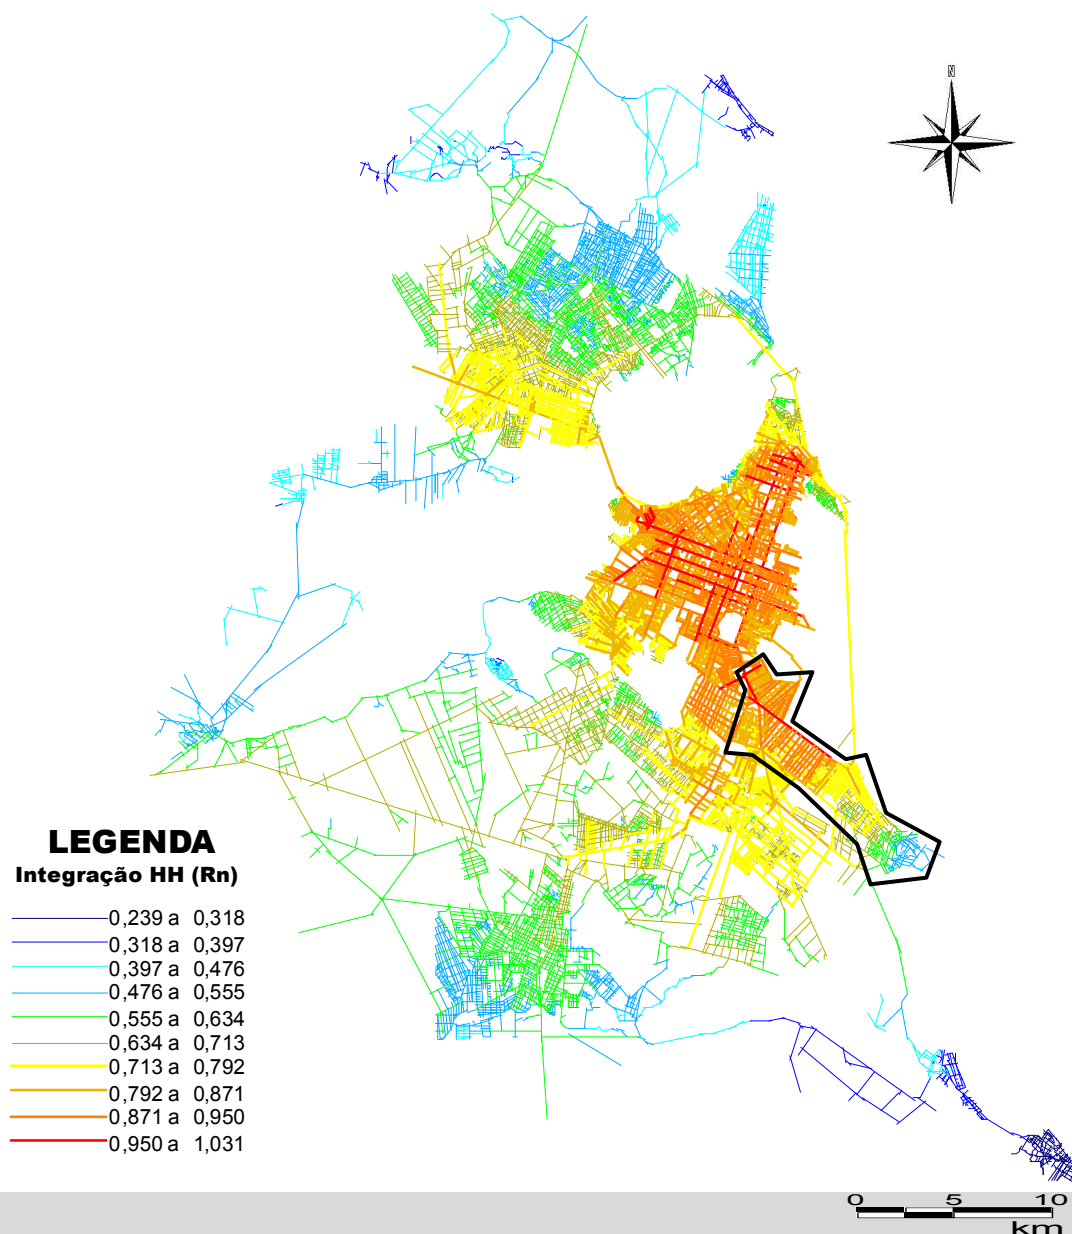 N
LEGENDA
Integração HH (Rn)
0,239 a 0,318
0,318 a 0,397
0,397 a 0,476
0,476 a 0,555
0,555 a 0,634
0,634 a 0,713
0,713 a 0,792
0,792 a 0,871
0,871 a 0,950
0,950 a 1,031
0 5 10
km